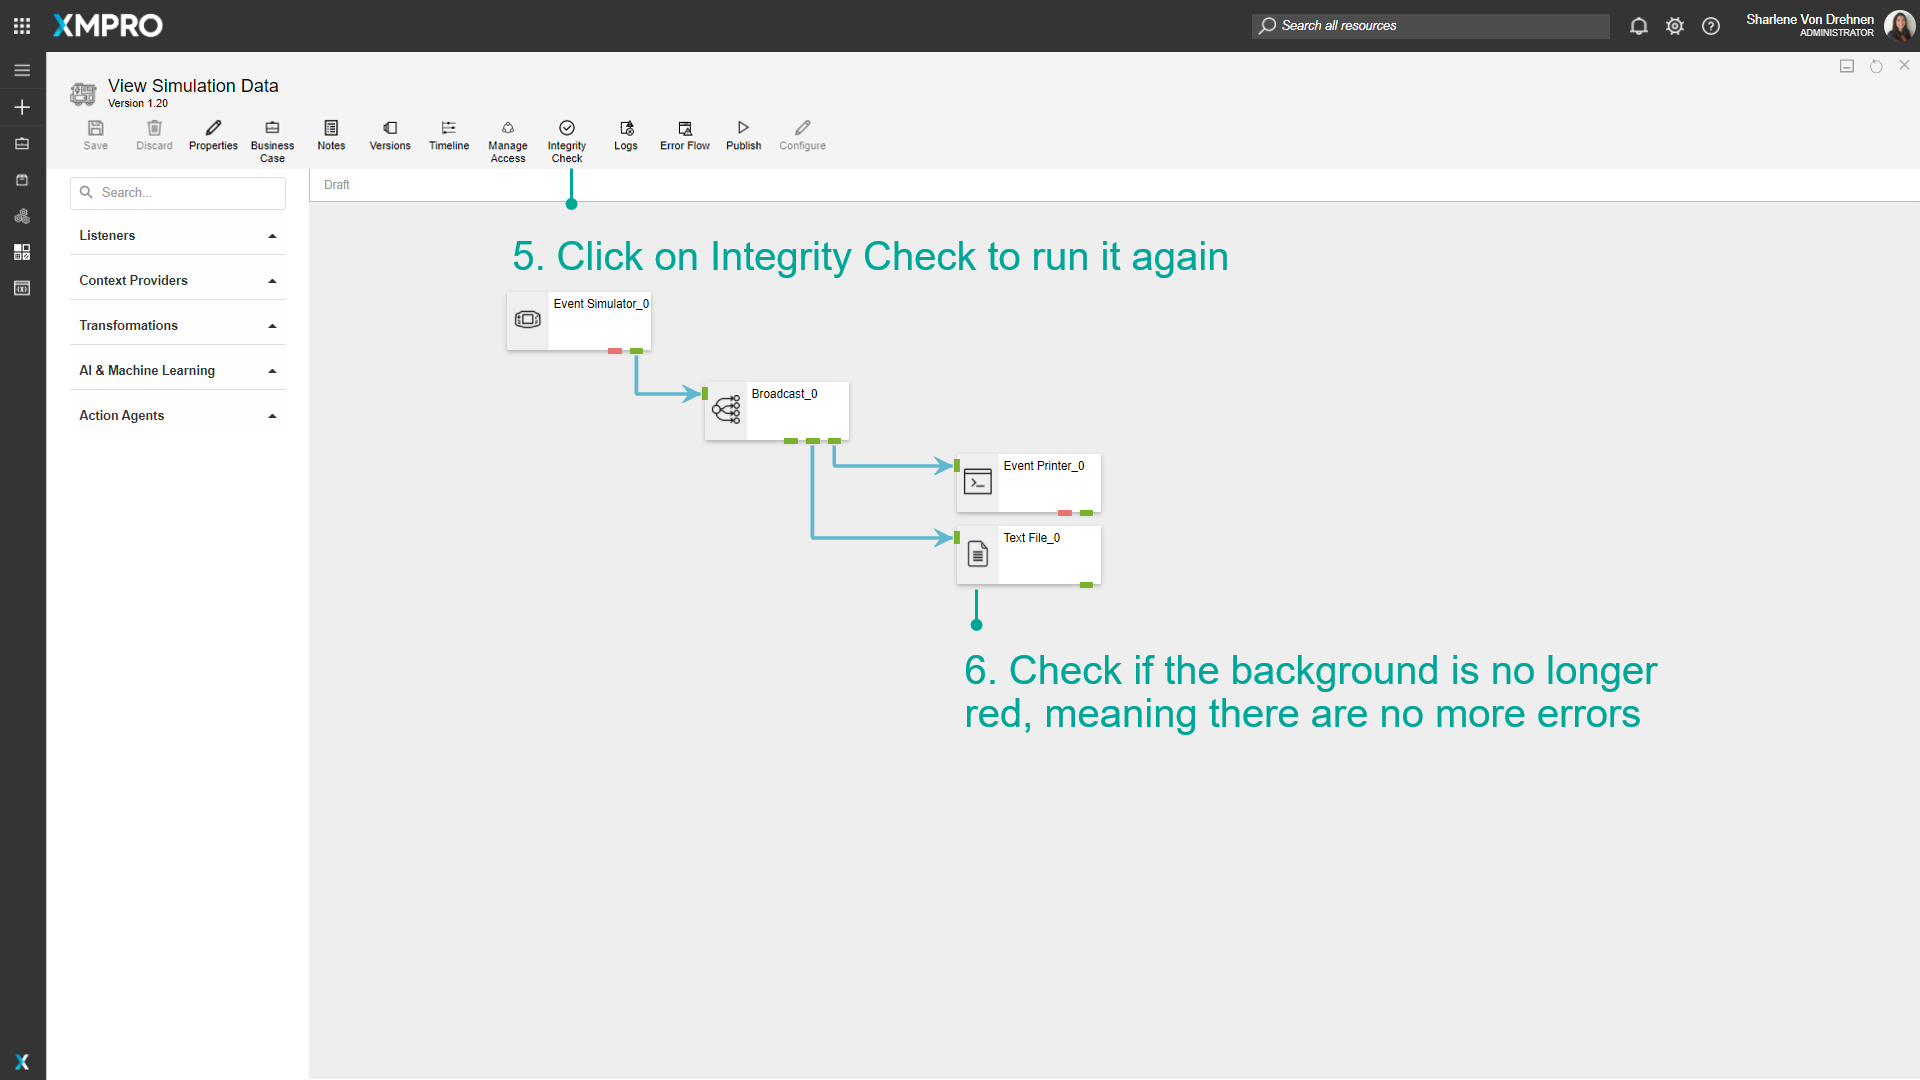 XMPRO
Search all resources
Sharlene Von Drehnen
ADMINISTRATOR
View Simulation Data
Version 1.20
Save
Discard
Properties
Business
Case
Notes
Versions
Timeline
Manage
Access
Integrity
Check
Logs
Error Flow
Publish
Configure
Search...
Draft
Listeners
Context Providers
Transformations
AI & Machine Learning
Action Agents
5. Click on Integrity Check to run it again
Event Simulator_0
Broadcast_0
Event Printer_0
Text File_0
6. Check if the background is no longer
red, meaning there are no more errors